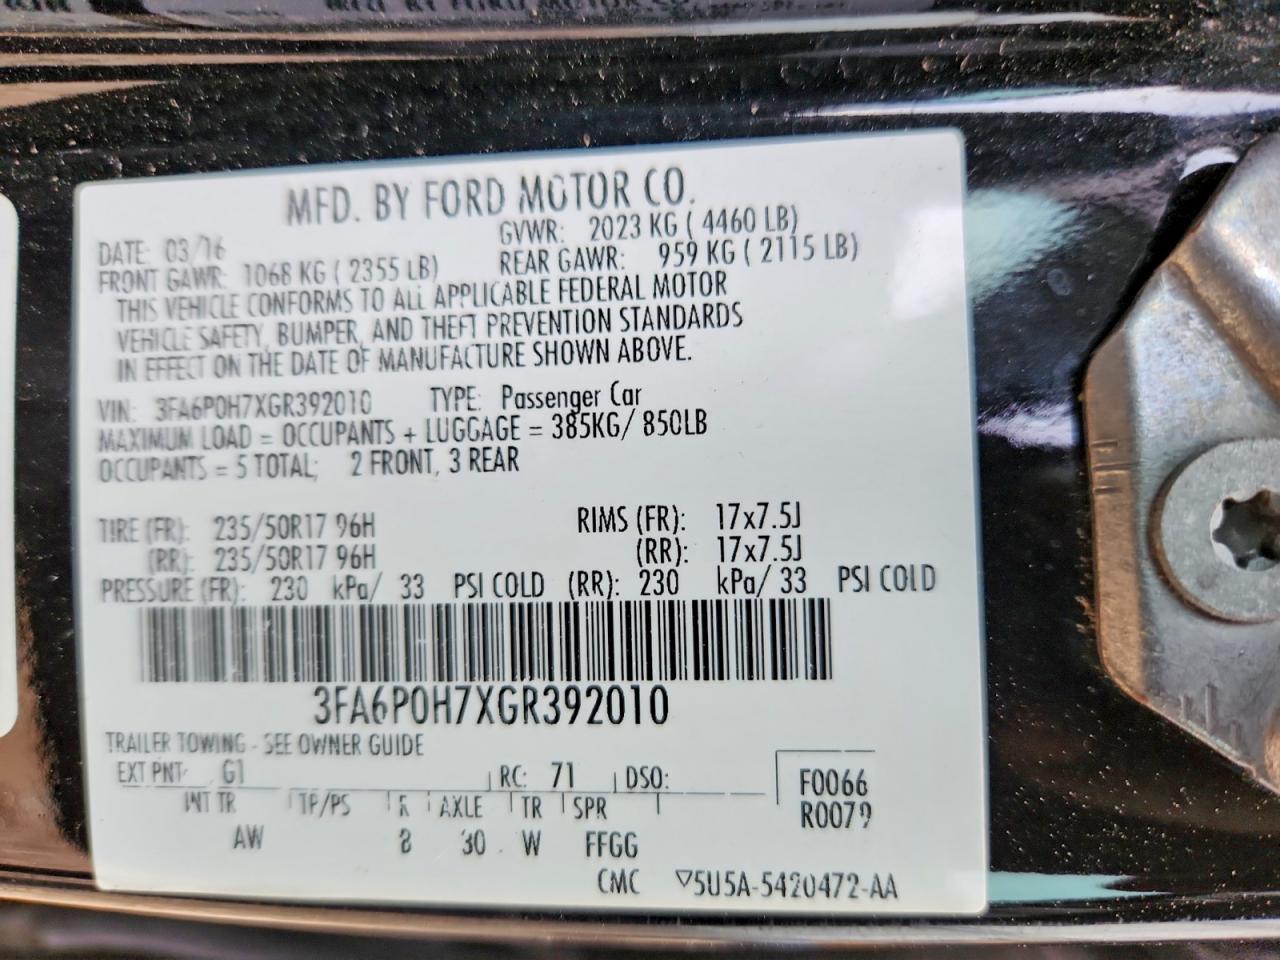 MFD. BY FORD MOTOR CO.
DATE: 03/16 GVWR: 2023 KG ( 4460 LB)
FRONT GAWR: 1068 KG ( 2355 LB) REAR GAWR: 959 KG ( 2115 LB)
THIS VEHICLE CONFORMS TO ALL APPLICABLE FEDERAL MOTOR
VEHICLE SAFETY, BUMPER, AND THEFT PREVENTION STANDARDS
IN EFFECT ON THE DATE OF MANUFACTURE SHOWN ABOVE.
VIN: 3FA6P0H7XGR392010 TYPE: Passenger Car
MAXIMUM LOAD = OCCUPANTS + LUGGAGE = 385KG/ 850LB
OCCUPANTS = 5 TOTAL; 2 FRONT, 3 REAR
TIRE (FR): 235/50R17 96H RIMS (FR): 17x7.5J
(RR): 235/50R17 96H (RR): 17x7.5J
PRESSURE (FR): 230 kPa/ 33 PSI COLD (RR): 230 kPa/ 33 PSI COLD
3FA6P0H7XGR392010
TRAILER TOWING - SEE OWNER GUIDE
EXT PNT: G1 RC: 71 DSO: F0066
INT TR TP/PS R AXLE TR SPR R0079
AW 8 30 W FFGG
CMC ▽5U5A-5420472-AA